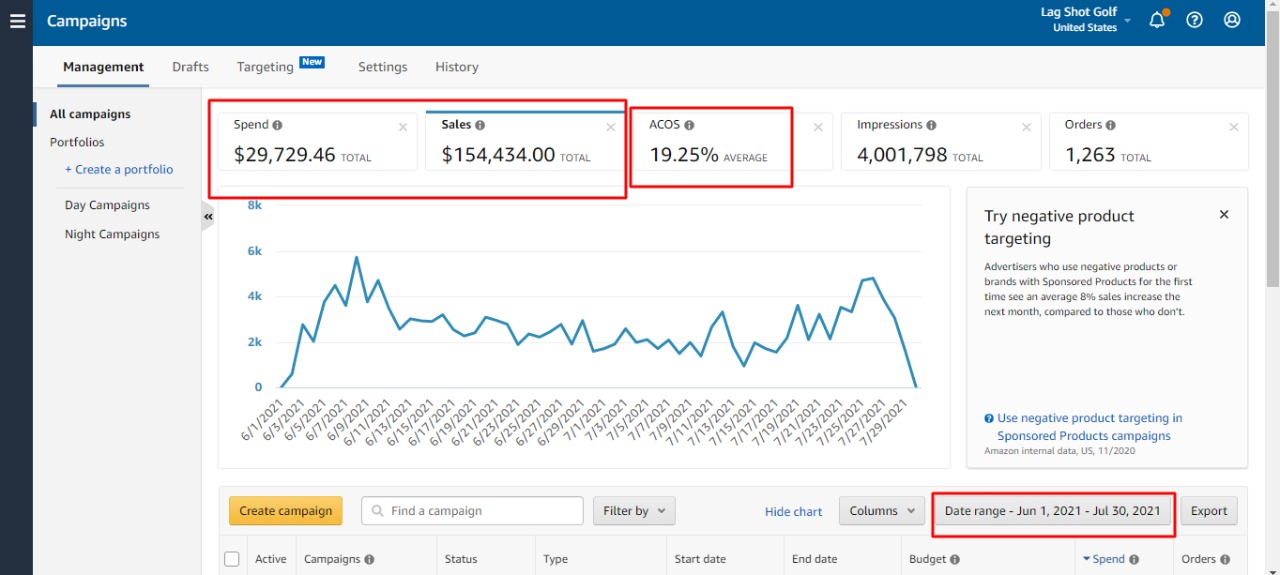 Campaigns
Lag Shot Golf
United States
Management Drafts Targeting New Settings History
All campaigns
Portfolios
+ Create a portfolio
Day Campaigns
Night Campaigns
Spend
$29,729.46 TOTAL
Sales
$154,434.00 TOTAL
ACOS
19.25% AVERAGE
Impressions
4,001,798 TOTAL
Orders
1,263 TOTAL
8k
6k
4k
2k
0
6/1/2021
6/3/2021
6/5/2021
6/7/2021
6/9/2021
6/11/2021
6/13/2021
6/15/2021
6/17/2021
6/19/2021
6/21/2021
6/23/2021
6/25/2021
6/27/2021
6/29/2021
7/1/2021
7/3/2021
7/5/2021
7/7/2021
7/9/2021
7/11/2021
7/13/2021
7/15/2021
7/17/2021
7/19/2021
7/21/2021
7/23/2021
7/25/2021
7/27/2021
7/29/2021
Try negative product
targeting
Advertisers who use negative products or
brands with Sponsored Products for the first
time see an average 8% sales increase the
next month, compared to those who don't.
Use negative product targeting in
Sponsored Products campaigns
Amazon internal data, US, 11/2020
Create campaign Find a campaign Filter by Hide chart Columns Date range - Jun 1, 2021 - Jul 30, 2021 Export
Active Campaigns Status Type Start date End date Budget Spend Orders